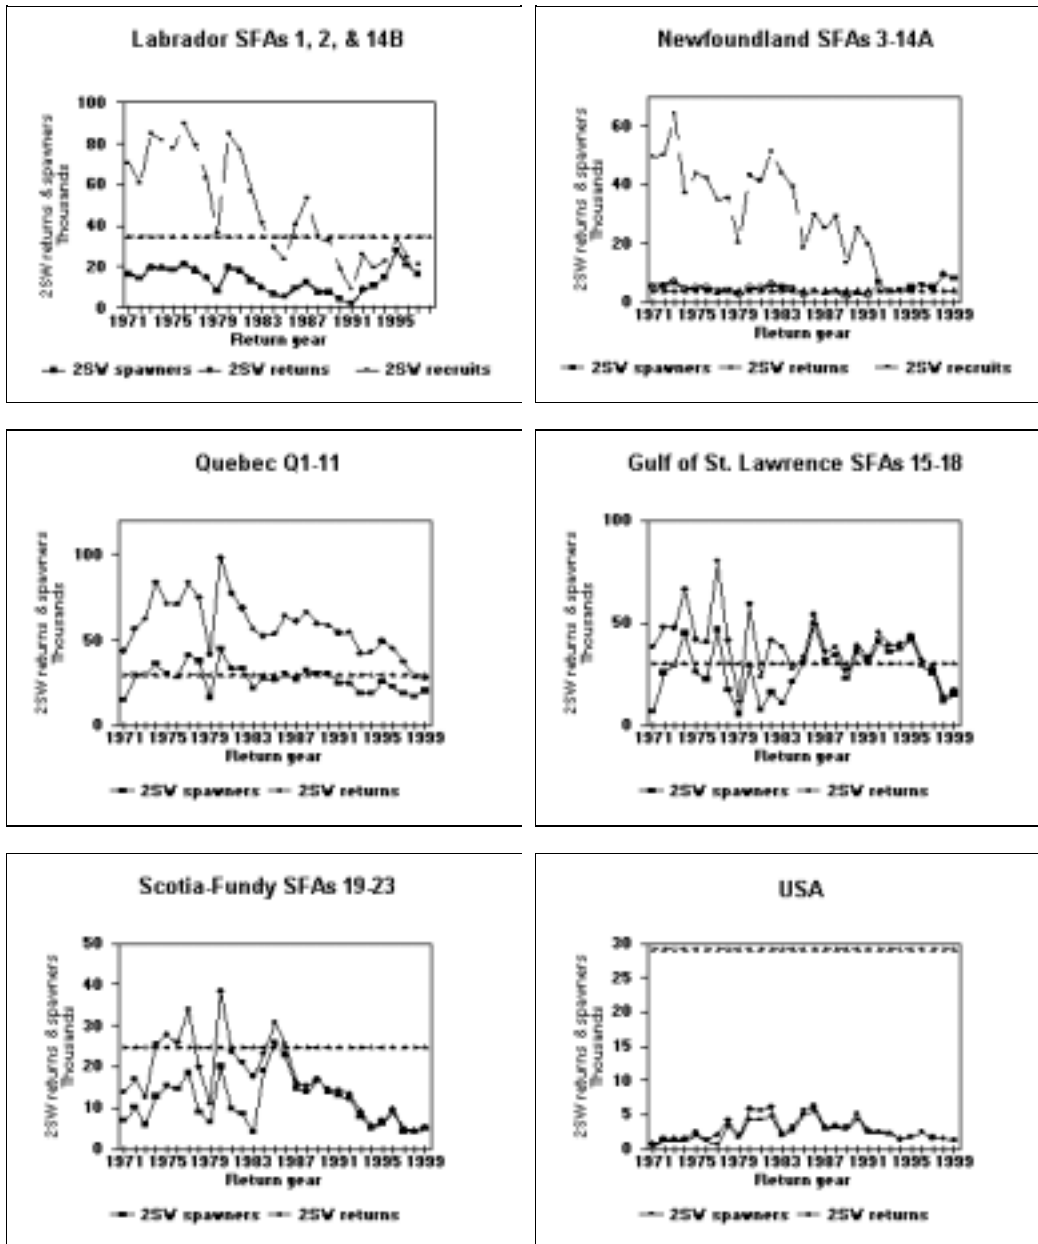 Labrador SFAs 1, 2, & 14B
2SW returns & spawners
Thousands
100
80
60
40
20
0
1971 1975 1979 1983 1987 1991 1995
Return year
2SW spawners 2SW returns 2SW recruits
Newfoundland SFAs 3-14A
2SW returns & spawners
Thousands
60
40
20
0
1971 1975 1979 1983 1987 1991 1995 1999
Return year
2SW spawners 2SW returns 2SW recruits
Quebec Q1-11
2SW returns & spawners
Thousands
100
50
0
1971 1975 1979 1983 1987 1991 1995 1999
Return year
2SW spawners 2SW returns
Gulf of St. Lawrence SFAs 15-18
2SW returns & spawners
Thousands
100
50
0
1971 1975 1979 1983 1987 1991 1995 1999
Return year
2SW spawners 2SW returns
Scotia-Fundy SFAs 19-23
2SW returns & spawners
Thousands
50
40
30
20
10
0
1971 1975 1979 1983 1987 1991 1995 1999
Return year
2SW spawners 2SW returns
USA
2SW returns & spawners
Thousands
30
25
20
15
10
5
0
1971 1975 1979 1983 1987 1991 1995 1999
Return year
2SW spawners 2SW returns